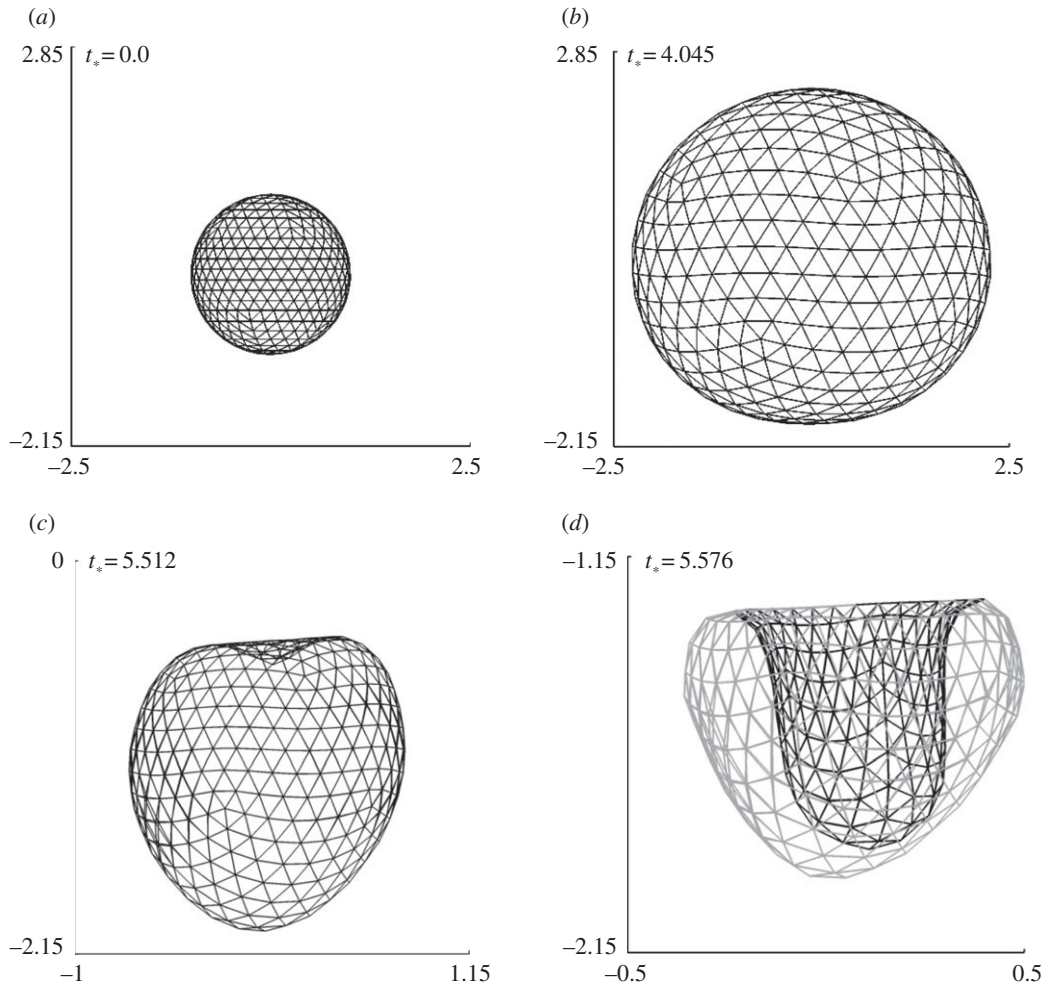 (a)
2.85 t* = 0.0
−2.15
−2.5 2.5
(b)
2.85 t* = 4.045
−2.15
−2.5 2.5
(c)
0 t* = 5.512
−2.15
−1 1.15
(d)
−1.15 t* = 5.576
−2.15
−0.5 0.5